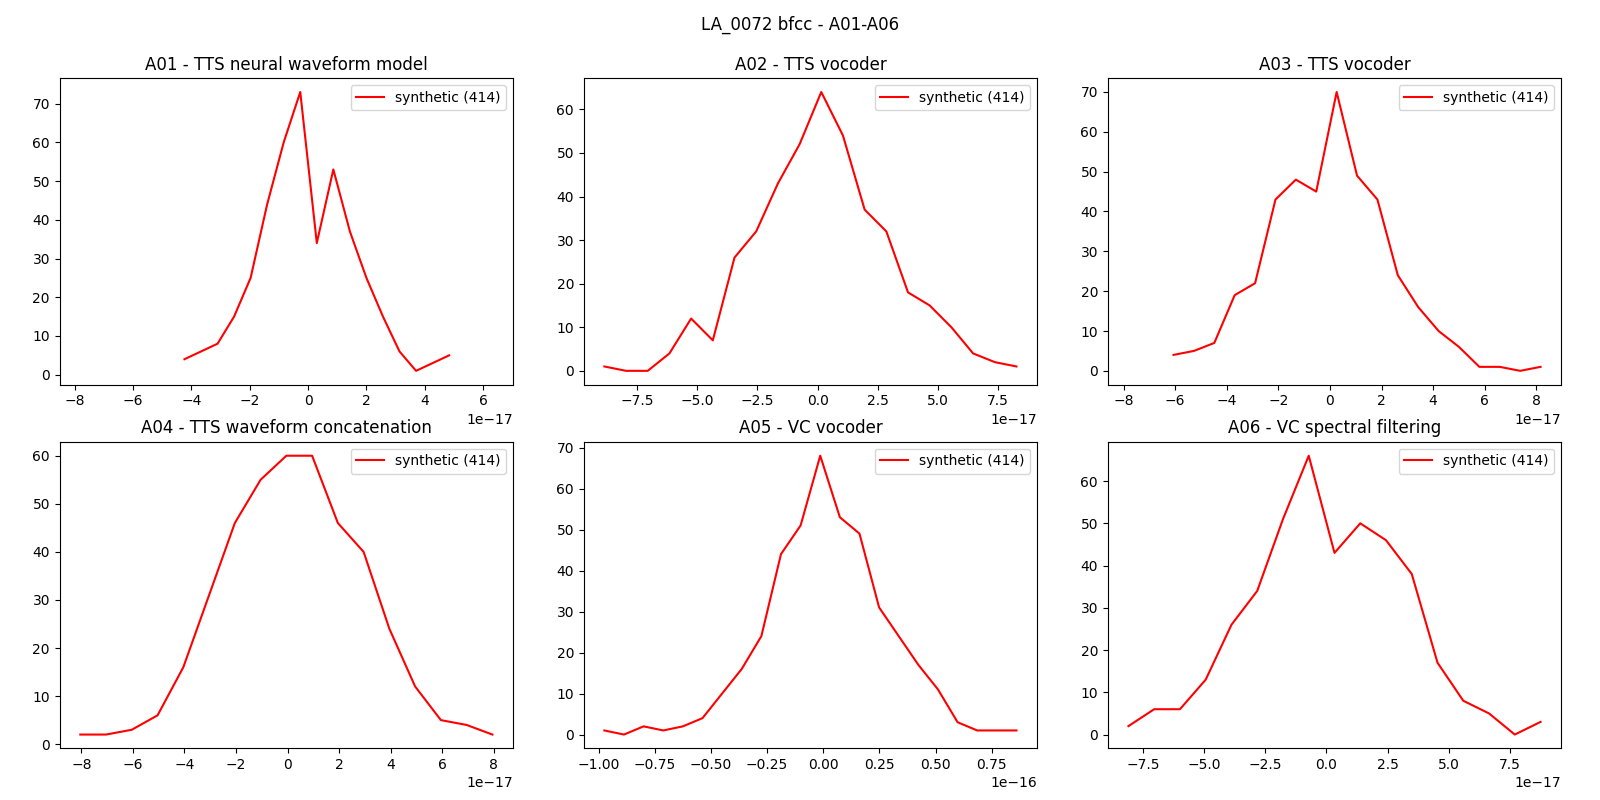 LA_0072 bfcc - A01-A06
A01 - TTS neural waveform model
synthetic (414)
70
60
50
40
30
20
10
0
−8 −6 −4 −2 0 2 4 6
1e−17
A02 - TTS vocoder
synthetic (414)
60
50
40
30
20
10
0
−7.5 −5.0 −2.5 0.0 2.5 5.0 7.5
1e−17
A03 - TTS vocoder
synthetic (414)
70
60
50
40
30
20
10
0
−8 −6 −4 −2 0 2 4 6 8
1e−17
A04 - TTS waveform concatenation
synthetic (414)
60
50
40
30
20
10
0
−8 −6 −4 −2 0 2 4 6 8
1e−17
A05 - VC vocoder
synthetic (414)
70
60
50
40
30
20
10
0
−1.00 −0.75 −0.50 −0.25 0.00 0.25 0.50 0.75
1e−16
A06 - VC spectral filtering
synthetic (414)
60
50
40
30
20
10
0
−7.5 −5.0 −2.5 0.0 2.5 5.0 7.5
1e−17